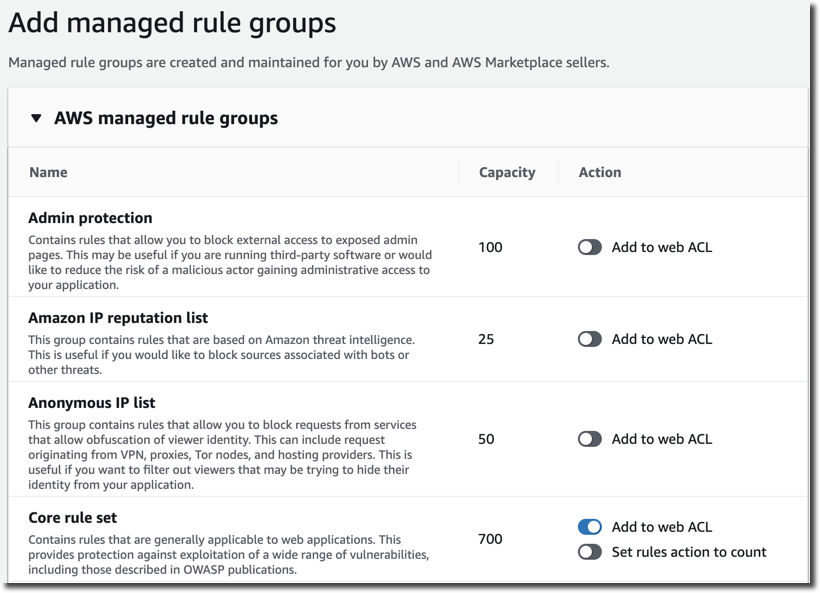 Add managed rule groups
Managed rule groups are created and maintained for you by AWS and AWS Marketplace sellers.
AWS managed rule groups
Name Capacity Action
Admin protection
Contains rules that allow you to block external access to exposed admin
pages. This may be useful if you are running third-party software or would
like to reduce the risk of a malicious actor gaining administrative access to
your application.
100 Add to web ACL
Amazon IP reputation list
This group contains rules that are based on Amazon threat intelligence.
This is useful if you would like to block sources associated with bots or
other threats.
25 Add to web ACL
Anonymous IP list
This group contains rules that allow you to block requests from services
that allow obfuscation of viewer identity. This can include request
originating from VPN, proxies, Tor nodes, and hosting providers. This is
useful if you want to filter out viewers that may be trying to hide their
identity from your application.
50 Add to web ACL
Core rule set
Contains rules that are generally applicable to web applications. This
provides protection against exploitation of a wide range of vulnerabilities,
including those described in OWASP publications.
700 Add to web ACL
Set rules action to count